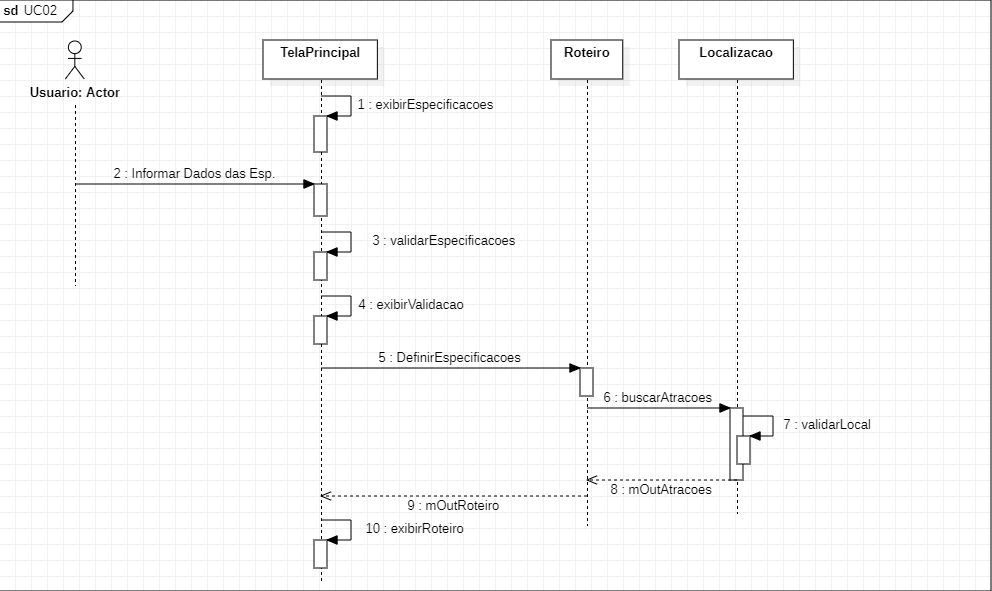 sd UC02
TelaPrincipal
Roteiro
Localizacao
Usuario: Actor
1 : exibirEspecificacoes
2 : Informar Dados das Esp.
3 : validarEspecificacoes
4 : exibirValidacao
5 : DefinirEspecificacoes
6 : buscarAtracoes
7 : validarLocal
8 : mOutAtracoes
9 : mOutRoteiro
10 : exibirRoteiro